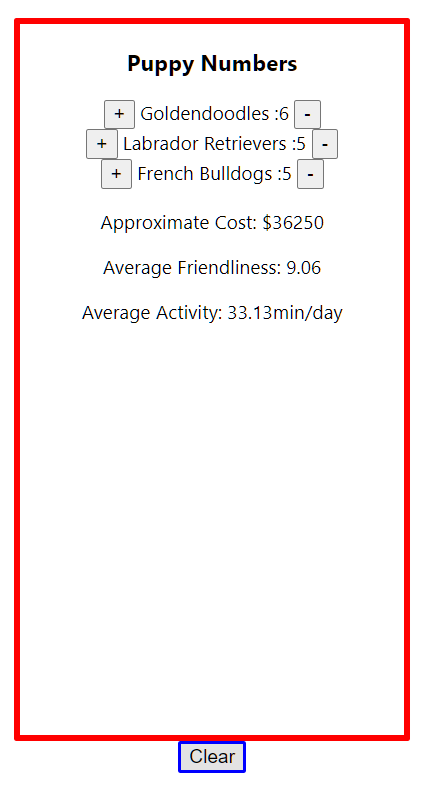 Puppy Numbers
+ Goldendoodles :6 -
+ Labrador Retrievers :5 -
+ French Bulldogs :5 -
Approximate Cost: $36250
Average Friendliness: 9.06
Average Activity: 33.13min/day
Clear